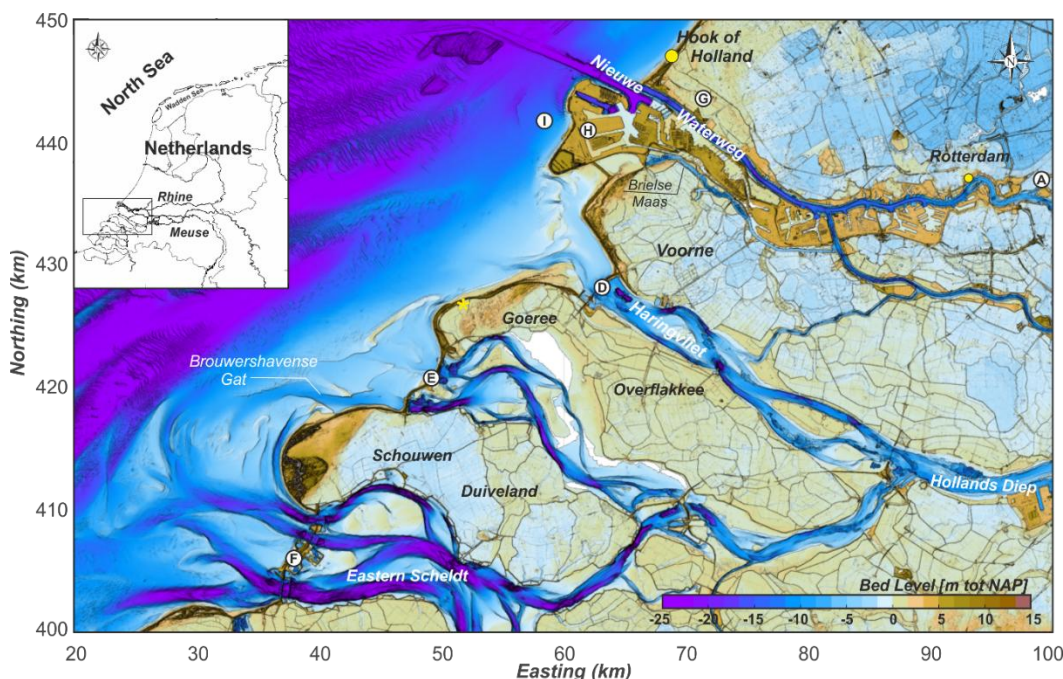 450
440
430
420
410
400
Northing (km)
20
30
40
50
60
70
80
90
100
Easting (km)
North Sea
Wadden Sea
Netherlands
Rhine
Meuse
N
Hook of
Holland
Nieuwe
Waterweg
G
I
H
Rotterdam
A
Brielse
Maas
Voorne
D
Haringvliet
Goeree
Brouwershavense
Gat
E
Overflakkee
Schouwen
Duiveland
Hollands Diep
F
Eastern Scheldt
Bed Level [m tot NAP]
-25
-20
-15
-10
-5
0
5
10
15